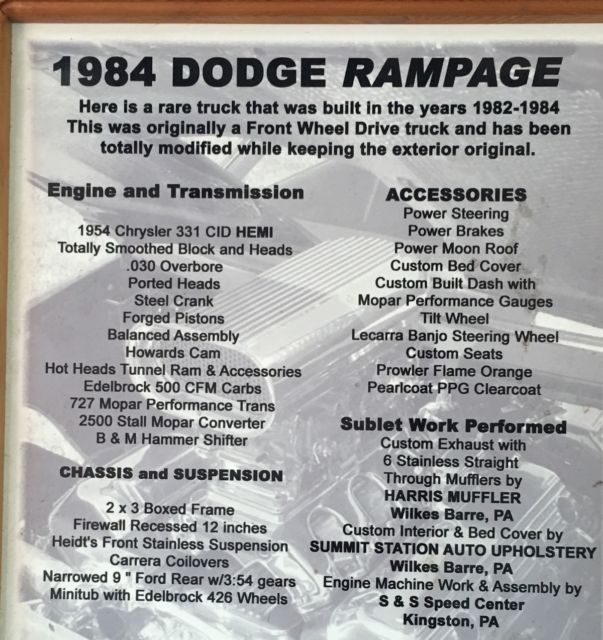 1984 DODGE RAMPAGE
Here is a rare truck that was built in the years 1982-1984
This was originally a Front Wheel Drive truck and has been
totally modified while keeping the exterior original.
Engine and Transmission
1954 Chrysler 331 CID HEMI
Totally Smoothed Block and Heads
.030 Overbore
Ported Heads
Steel Crank
Forged Pistons
Balanced Assembly
Howards Cam
Hot Heads Tunnel Ram & Accessories
Edelbrock 500 CFM Carbs
727 Mopar Performance Trans
2500 Stall Mopar Converter
B & M Hammer Shifter
CHASSIS and SUSPENSION
2 x 3 Boxed Frame
Firewall Recessed 12 inches
Heidt's Front Stainless Suspension
Carrera Coilovers
Narrowed 9 " Ford Rear w/3:54 gears
Minitub with Edelbrock 426 Wheels
ACCESSORIES
Power Steering
Power Brakes
Power Moon Roof
Custom Bed Cover
Custom Built Dash with
Mopar Performance Gauges
Tilt Wheel
Lecarra Banjo Steering Wheel
Custom Seats
Prowler Flame Orange
Pearlcoat PPG Clearcoat
Sublet Work Performed
Custom Exhaust with
6 Stainless Straight
Through Mufflers by
HARRIS MUFFLER
Wilkes Barre, PA
Custom Interior & Bed Cover by
SUMMIT STATION AUTO UPHOLSTERY
Wilkes Barre, PA
Engine Machine Work & Assembly by
S & S Speed Center
Kingston, PA